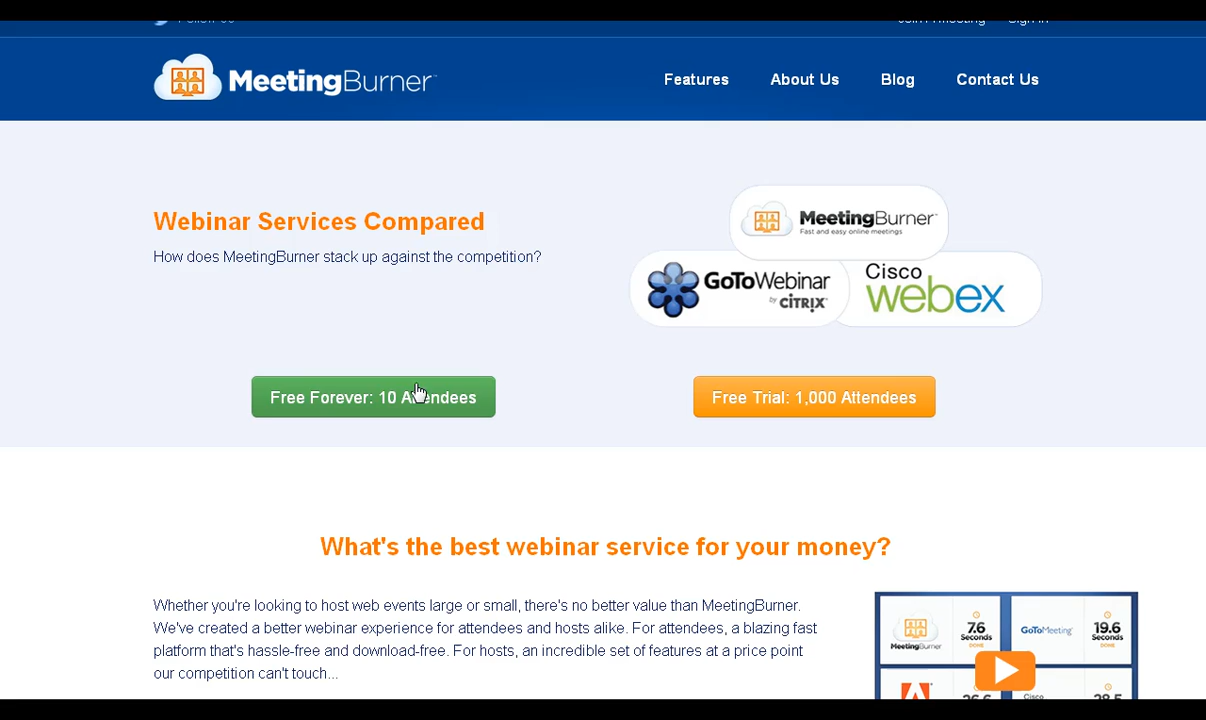 MeetingBurner
Features About Us Blog Contact Us
Webinar Services Compared
How does MeetingBurner stack up against the competition?
MeetingBurner™
Fast and easy online meetings
GoToWebinar
by CITRIX
Cisco
webex
Free Forever: 10 Attendees
Free Trial: 1,000 Attendees
What's the best webinar service for your money?
Whether you're looking to host web events large or small, there's no better value than MeetingBurner.
We've created a better webinar experience for attendees and hosts alike. For attendees, a blazing fast
platform that's hassle-free and download-free. For hosts, an incredible set of features at a price point
our competition can't touch...
MeetingBurner
7.6
Seconds
DONE
GoToMeeting
19.6
Seconds
DONE